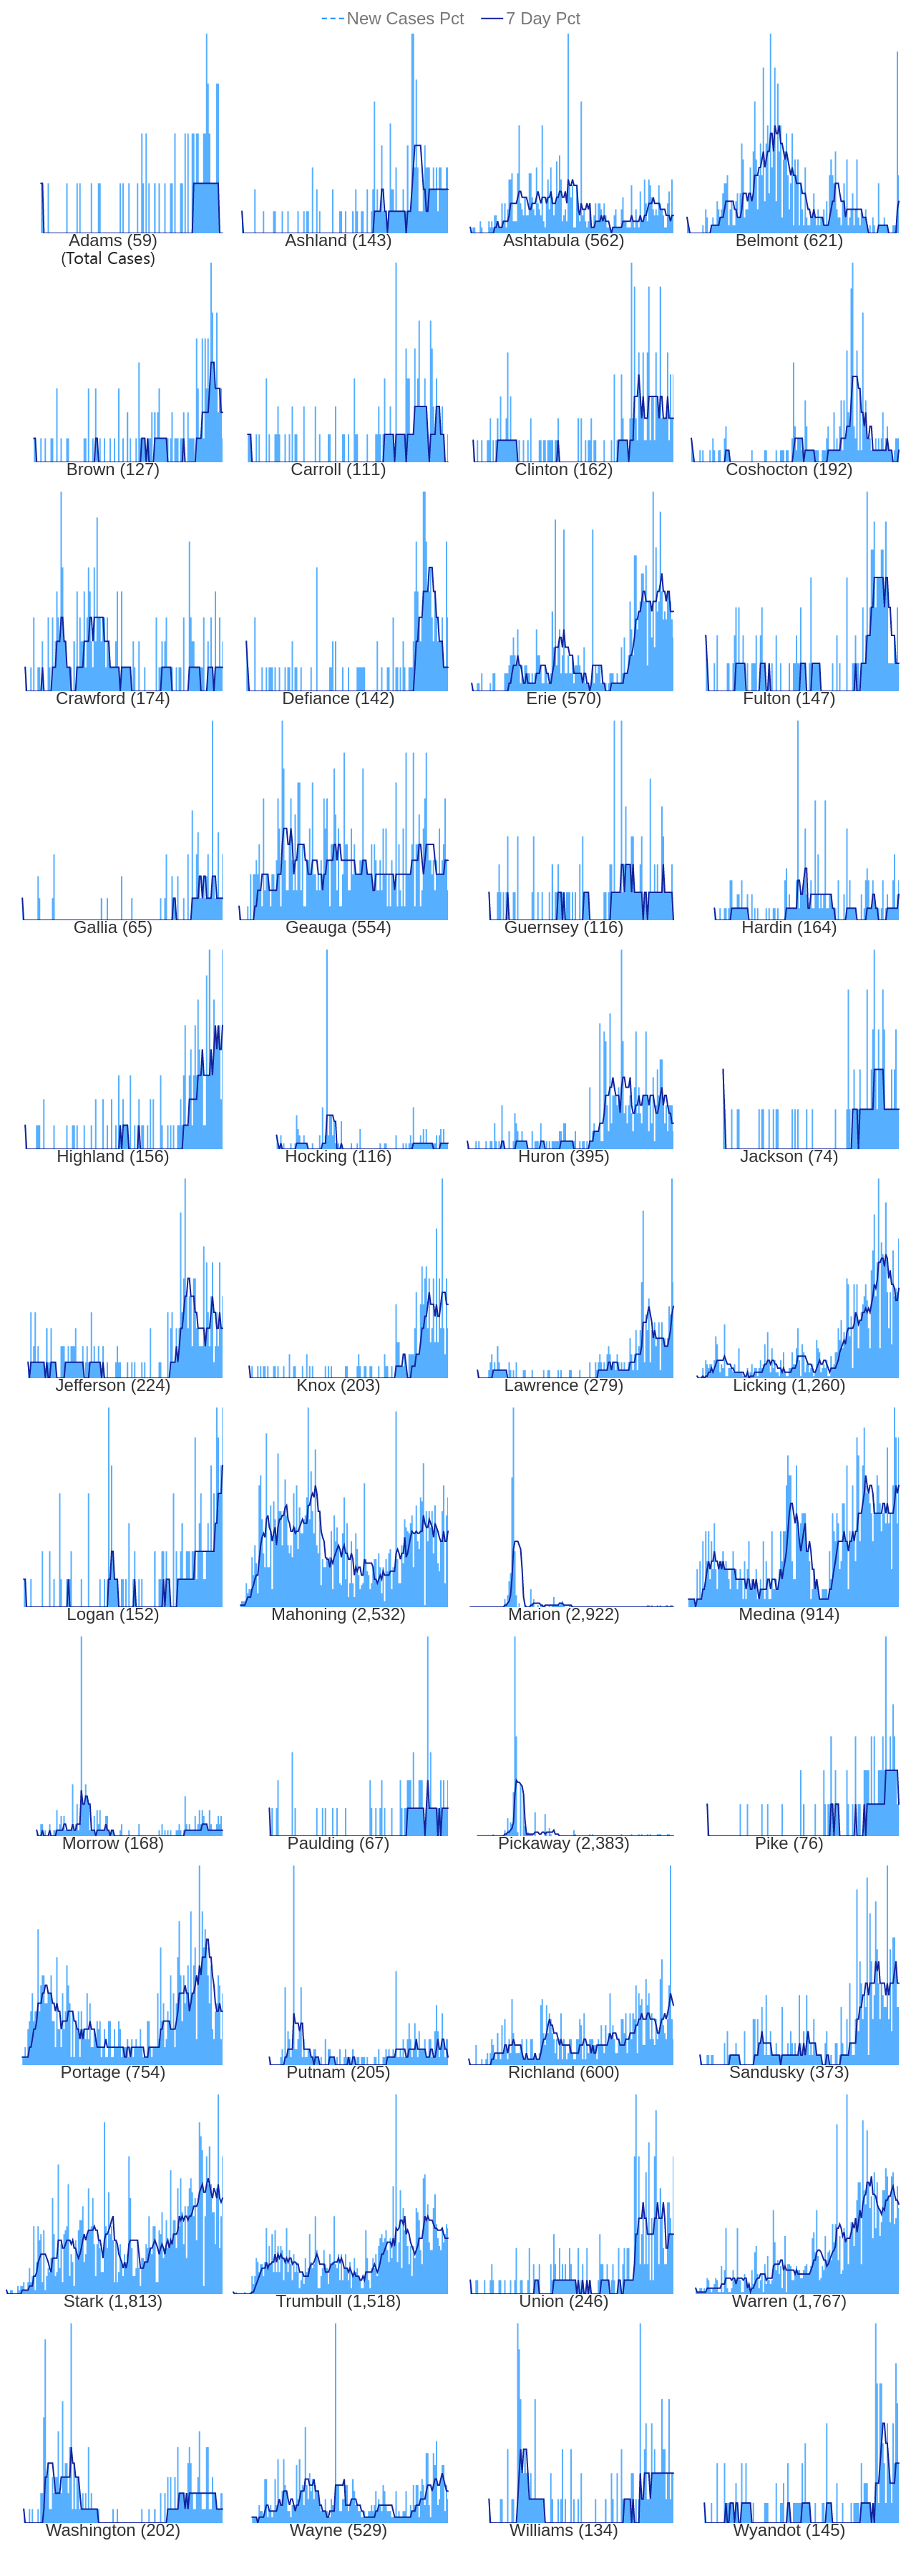 New Cases Pct 7 Day Pct
Adams (59) Ashland (143) Ashtabula (562) Belmont (621)
(Total Cases)
Brown (127) Carroll (111) Clinton (162) Coshocton (192)
Crawford (174) Defiance (142) Erie (570) Fulton (147)
Gallia (65) Geauga (554) Guernsey (116) Hardin (164)
Highland (156) Hocking (116) Huron (395) Jackson (74)
Jefferson (224) Knox (203) Lawrence (279) Licking (1,260)
Logan (152) Mahoning (2,532) Marion (2,922) Medina (914)
Morrow (168) Paulding (67) Pickaway (2,383) Pike (76)
Portage (754) Putnam (205) Richland (600) Sandusky (373)
Stark (1,813) Trumbull (1,518) Union (246) Warren (1,767)
Washington (202) Wayne (529) Williams (134) Wyandot (145)